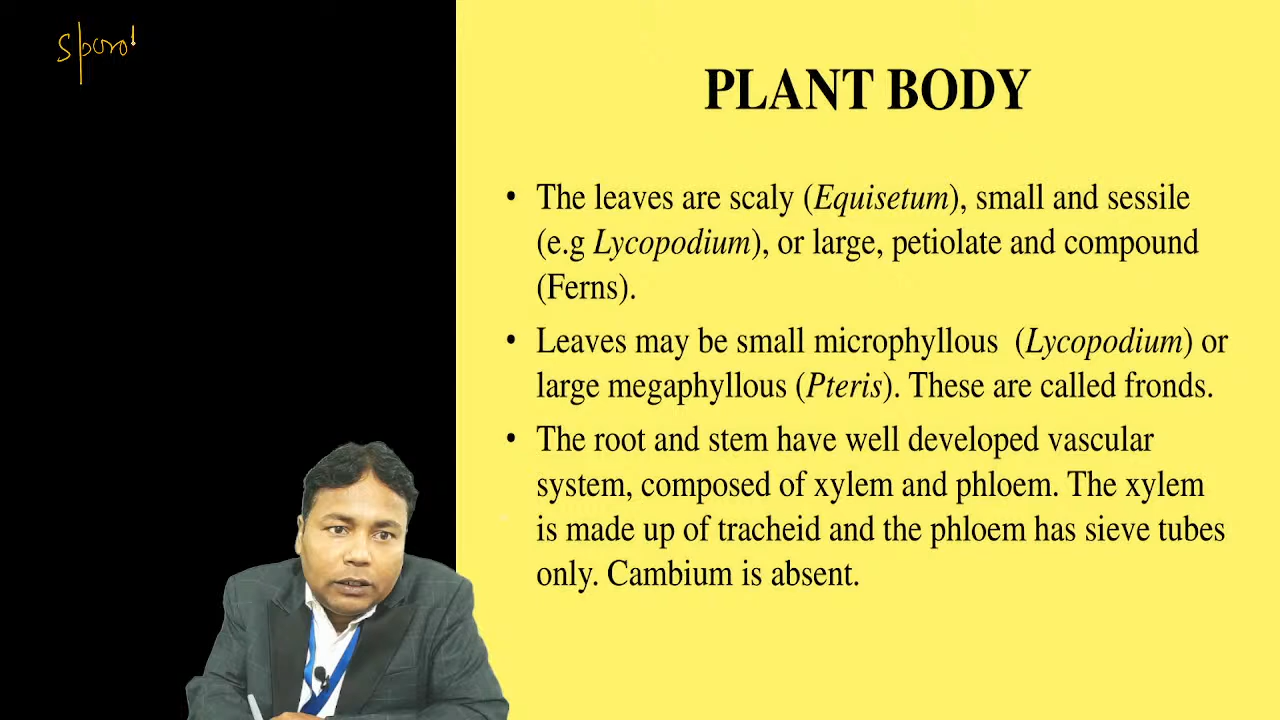 PLANT BODY
• The leaves are scaly (Equisetum), small and sessile
(e.g Lycopodium), or large, petiolate and compound
(Ferns).
• Leaves may be small microphyllous (Lycopodium) or
large megaphyllous (Pteris). These are called fronds.
• The root and stem have well developed vascular
system, composed of xylem and phloem. The xylem
is made up of tracheid and the phloem has sieve tubes
only. Cambium is absent.